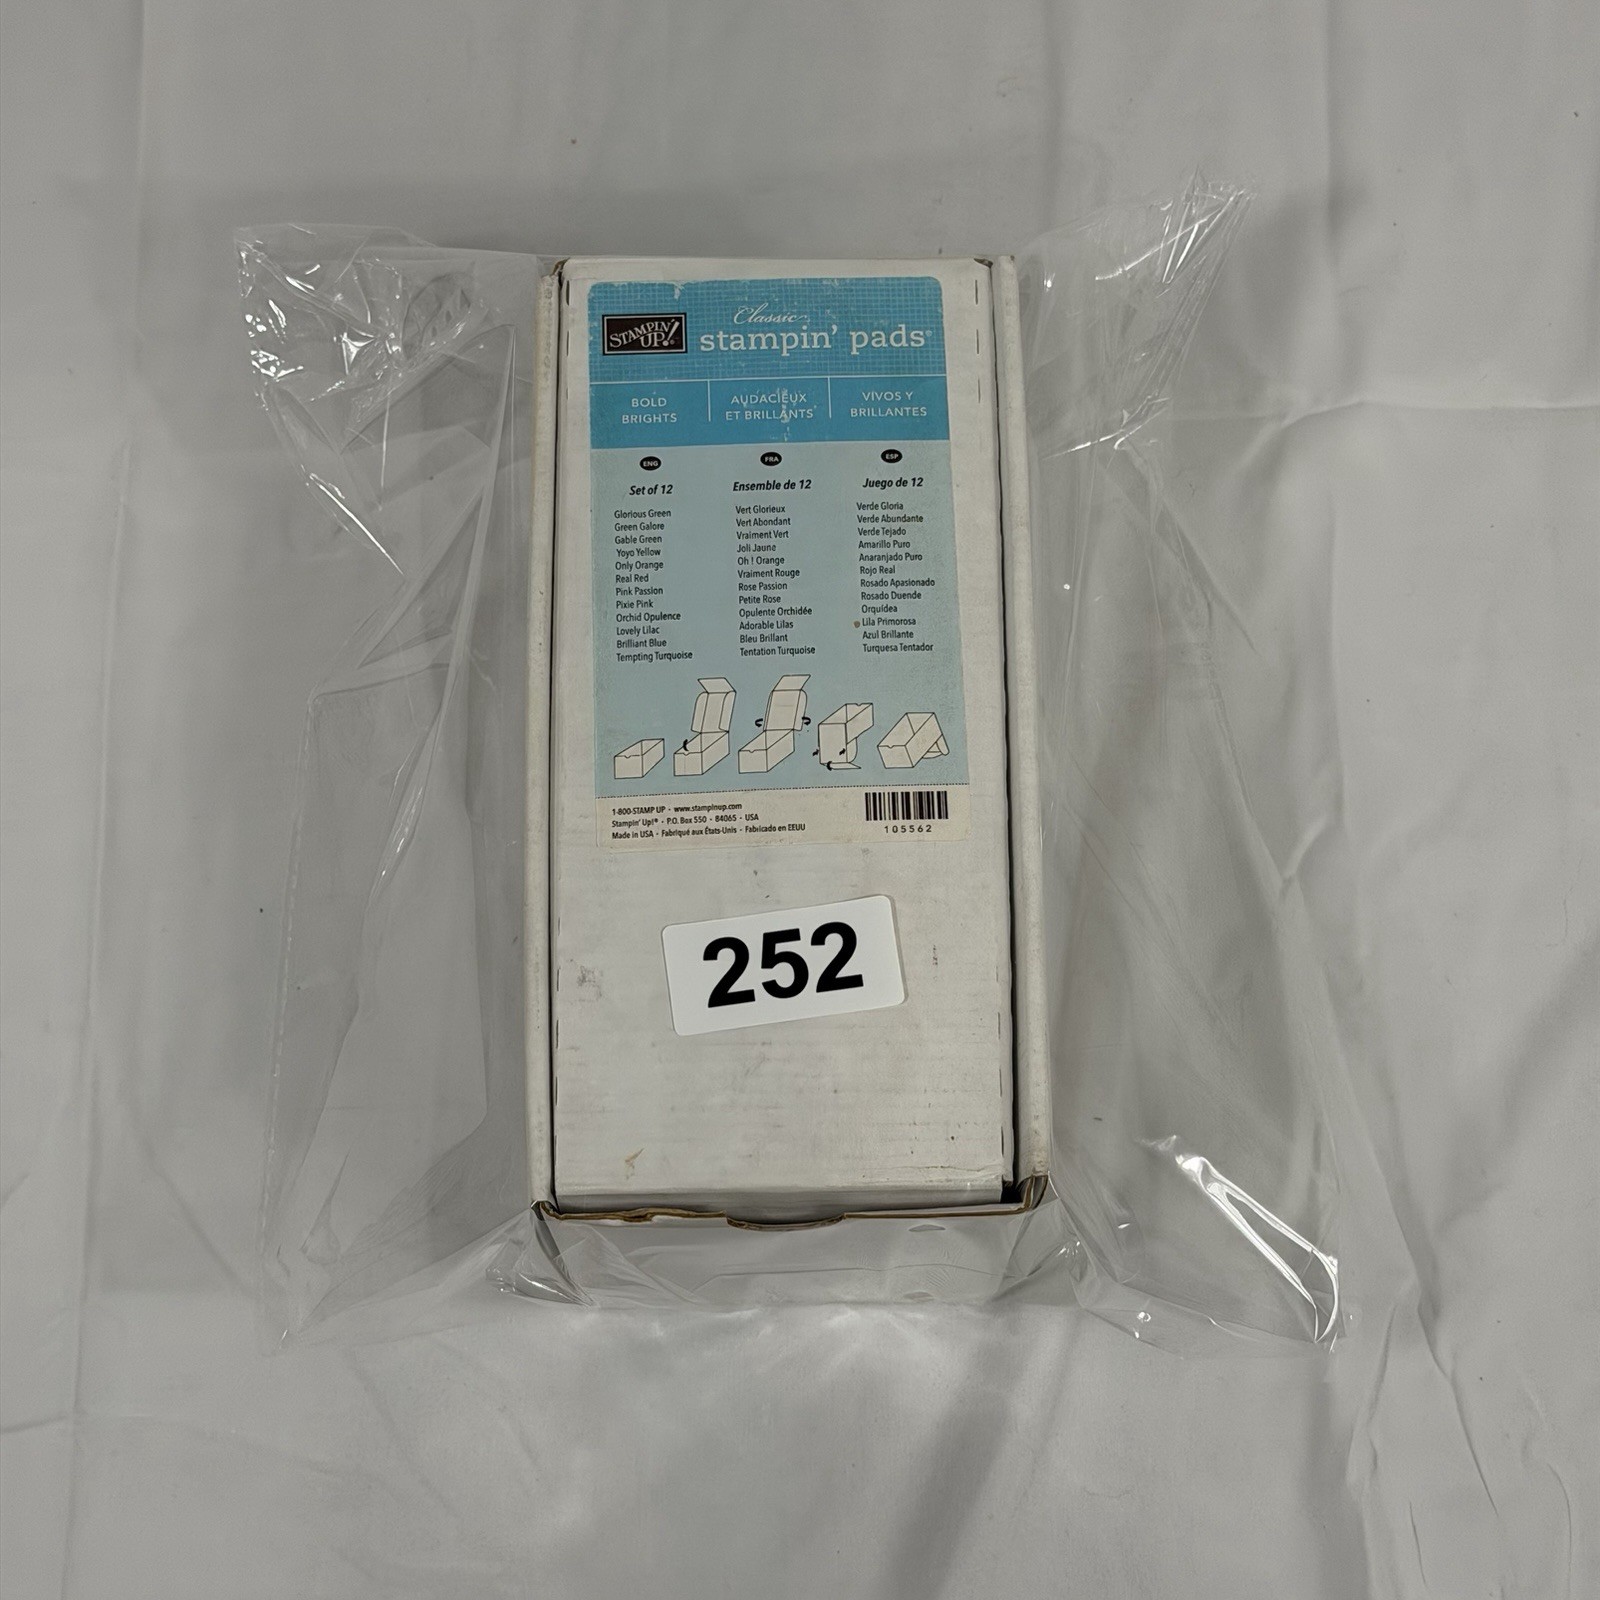 STAMPIN' UP!®
Classic
stampin' pads®
BOLD BRIGHTS
AUDACIEUX ET BRILLANTS
VIVOS Y BRILLANTES
ENG
Set of 12
Glorious Green
Green Galore
Gable Green
Yoyo Yellow
Only Orange
Real Red
Pink Passion
Pixie Pink
Orchid Opulence
Lovely Lilac
Brilliant Blue
Tempting Turquoise
FRA
Ensemble de 12
Vert Glorieux
Vert Abondant
Vraiment Vert
Joli Jaune
Oh ! Orange
Vraiment Rouge
Rose Passion
Petite Rose
Opulente Orchidée
Adorable Lilas
Bleu Brillant
Tentation Turquoise
ESP
Juego de 12
Verde Gloria
Verde Abundante
Verde Tejado
Amarillo Puro
Anaranjado Puro
Rojo Real
Rosado Apasionado
Rosado Duende
Orquídea
Lila Primorosa
Azul Brillante
Turquesa Tentador
1-800-STAMP UP • www.stampinup.com
Stampin' Up!® • P.O. Box 550 • 84065 • USA
Made in USA • Fabriqué aux États-Unis • Fabricado en EEUU
105562
252